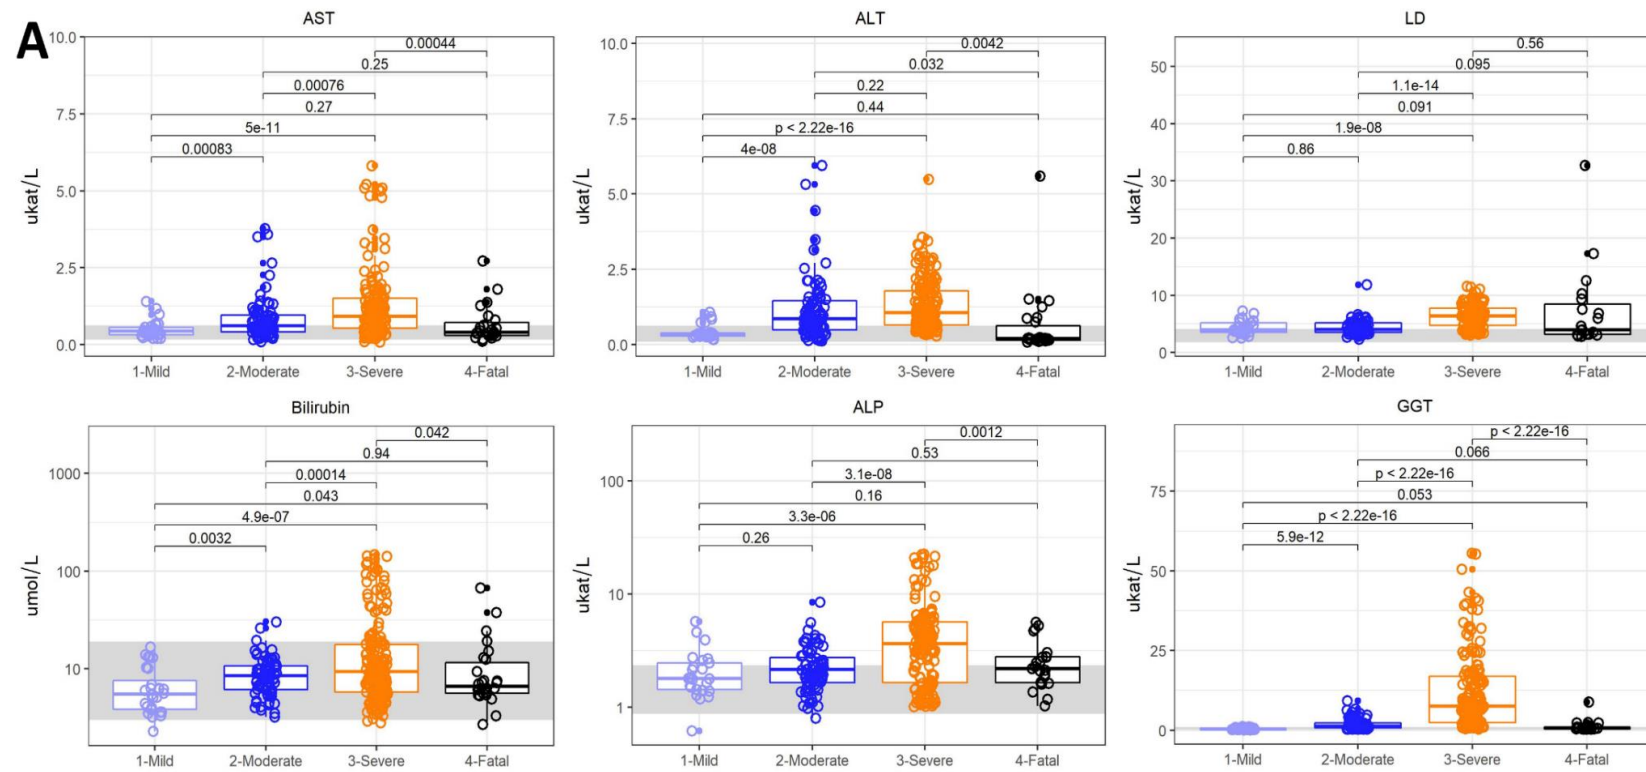 A
AST
ukat/L
10.0
7.5
5.0
2.5
0.0
0.00044
0.25
0.00076
0.27
5e-11
0.00083
1-Mild 2-Moderate 3-Severe 4-Fatal
ALT
ukat/L
10.0
7.5
5.0
2.5
0.0
0.0042
0.032
0.22
0.44
p < 2.22e-16
4e-08
1-Mild 2-Moderate 3-Severe 4-Fatal
LD
ukat/L
50
40
30
20
10
0
0.56
0.095
1.1e-14
0.091
1.9e-08
0.86
1-Mild 2-Moderate 3-Severe 4-Fatal
Bilirubin
umol/L
1000
100
10
0.042
0.94
0.00014
0.043
4.9e-07
0.0032
1-Mild 2-Moderate 3-Severe 4-Fatal
ALP
ukat/L
100
10
1
0.0012
0.53
3.1e-08
0.16
3.3e-06
0.26
1-Mild 2-Moderate 3-Severe 4-Fatal
GGT
ukat/L
75
50
25
0
p < 2.22e-16
0.066
p < 2.22e-16
0.053
p < 2.22e-16
5.9e-12
1-Mild 2-Moderate 3-Severe 4-Fatal